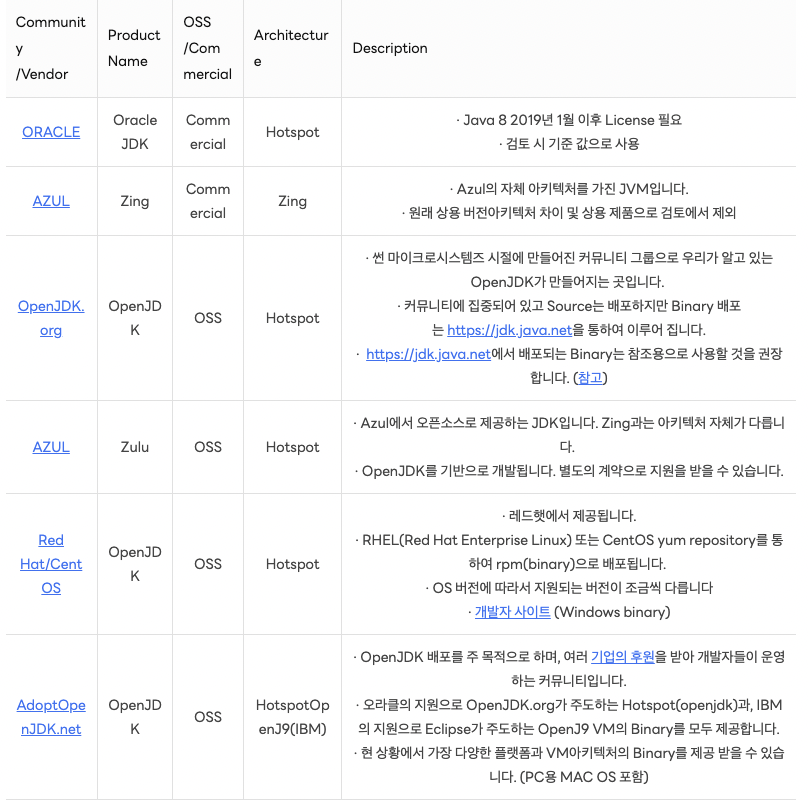 Communit
y
/Vendor
Product
Name
OSS
/Com
mercial
Architectur
e
Description
ORACLE
Oracle
JDK
Comm
ercial
Hotspot
· Java 8 2019년 1월 이후 License 필요
· 검토 시 기준 값으로 사용
AZUL
Zing
Comm
ercial
Zing
· Azul의 자체 아키텍처를 가진 JVM입니다.
· 원래 상용 버전아키텍처 차이 및 상용 제품으로 검토에서 제외
OpenJDK.
org
OpenJD
K
OSS
Hotspot
· 썬 마이크로시스템즈 시절에 만들어진 커뮤니티 그룹으로 우리가 알고 있는
OpenJDK가 만들어지는 곳입니다.
· 커뮤니티에 집중되어 있고 Source는 배포하지만 Binary 배포
는 https://jdk.java.net을 통하여 이루어 집니다.
· https://jdk.java.net에서 배포되는 Binary는 참조용으로 사용할 것을 권장
합니다. (참고)
AZUL
Zulu
OSS
Hotspot
· Azul에서 오픈소스로 제공하는 JDK입니다. Zing과는 아키텍처 자체가 다릅니
다.
· OpenJDK를 기반으로 개발됩니다. 별도의 계약으로 지원을 받을 수 있습니다.
Red
Hat/Cent
OS
OpenJD
K
OSS
Hotspot
· 레드햇에서 제공됩니다.
· RHEL(Red Hat Enterprise Linux) 또는 CentOS yum repository를 통
하여 rpm(binary)으로 배포됩니다.
· OS 버전에 따라서 지원되는 버전이 조금씩 다릅니다
· 개발자 사이트 (Windows binary)
AdoptOpe
nJDK.net
OpenJD
K
OSS
HotspotOp
enJ9(IBM)
· OpenJDK 배포를 주 목적으로 하며, 여러 기업의 후원을 받아 개발자들이 운영
하는 커뮤니티입니다.
· 오라클의 지원으로 OpenJDK.org가 주도하는 Hotspot(openjdk)과, IBM
의 지원으로 Eclipse가 주도하는 OpenJ9 VM의 Binary를 모두 제공합니다.
· 현 상황에서 가장 다양한 플랫폼과 VM아키텍처의 Binary를 제공 받을 수 있습
니다. (PC용 MAC OS 포함)